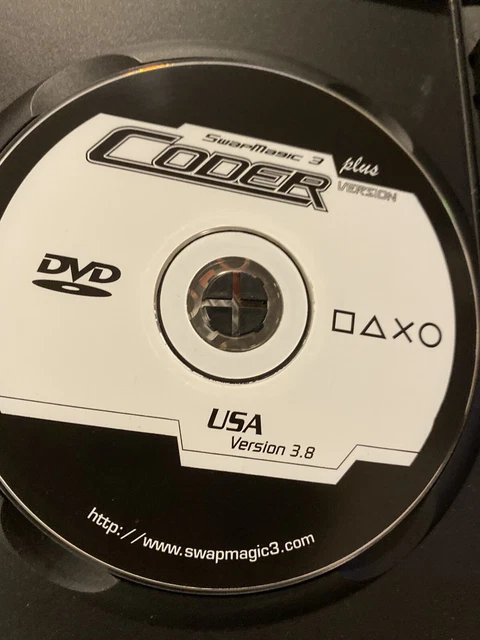 SwapMagic 3
CODER plus
VERSION
DVD
USA
Version 3.8
http://www.swapmagic3.com